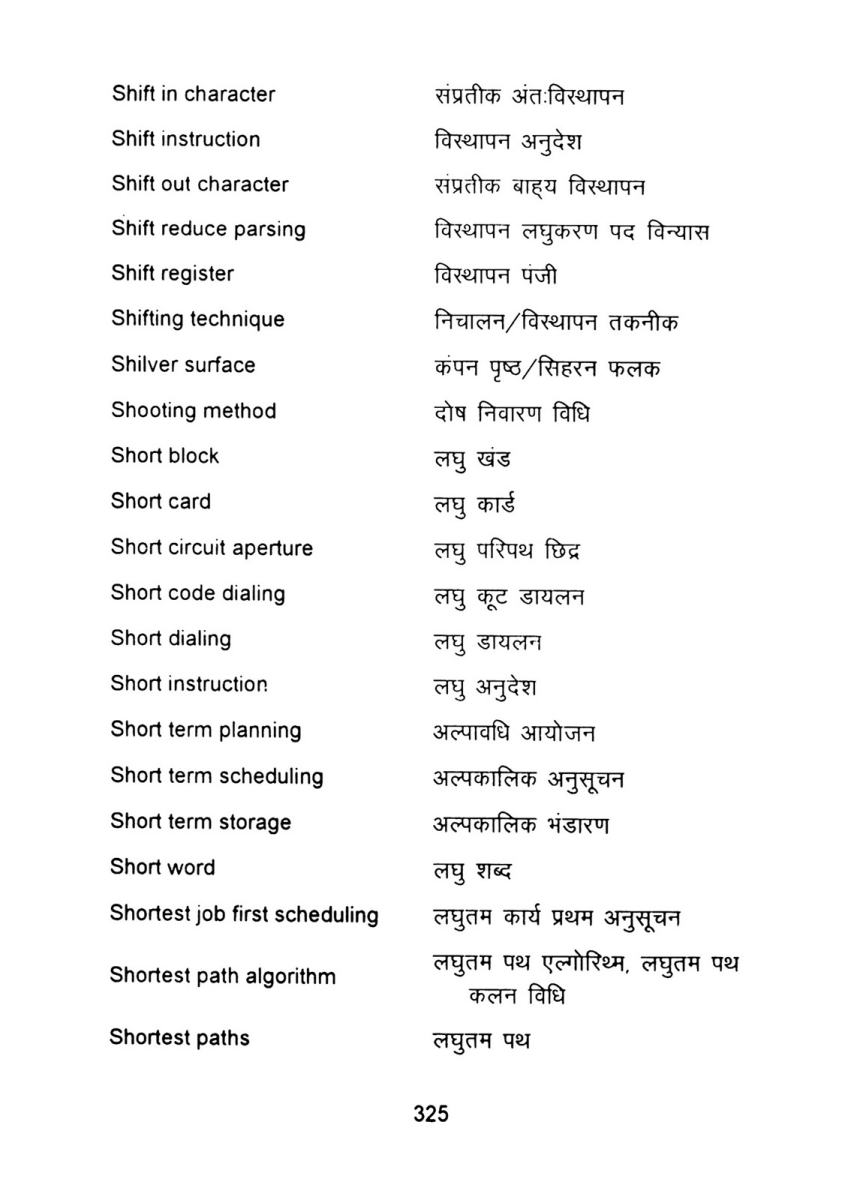 Shift in character संप्रतीक अंतःविस्थापन
Shift instruction विस्थापन अनुदेश
Shift out character संप्रतीक बाह्य विस्थापन
Shift reduce parsing विस्थापन लघुकरण पद विन्यास
Shift register विस्थापन पंजी
Shifting technique निचालन/विस्थापन तकनीक
Shilver surface कंपन पृष्ठ/सिहरन फलक
Shooting method दोष निवारण विधि
Short block लघु खंड
Short card लघु कार्ड
Short circuit aperture लघु परिपथ छिद्र
Short code dialing लघु कूट डायलन
Short dialing लघु डायलन
Short instruction लघु अनुदेश
Short term planning अल्पावधि आयोजन
Short term scheduling अल्पकालिक अनुसूचन
Short term storage अल्पकालिक भंडारण
Short word लघु शब्द
Shortest job first scheduling लघुतम कार्य प्रथम अनुसूचन
Shortest path algorithm लघुतम पथ एल्गोरिथ्म, लघुतम पथ
कलन विधि
Shortest paths लघुतम पथ
325